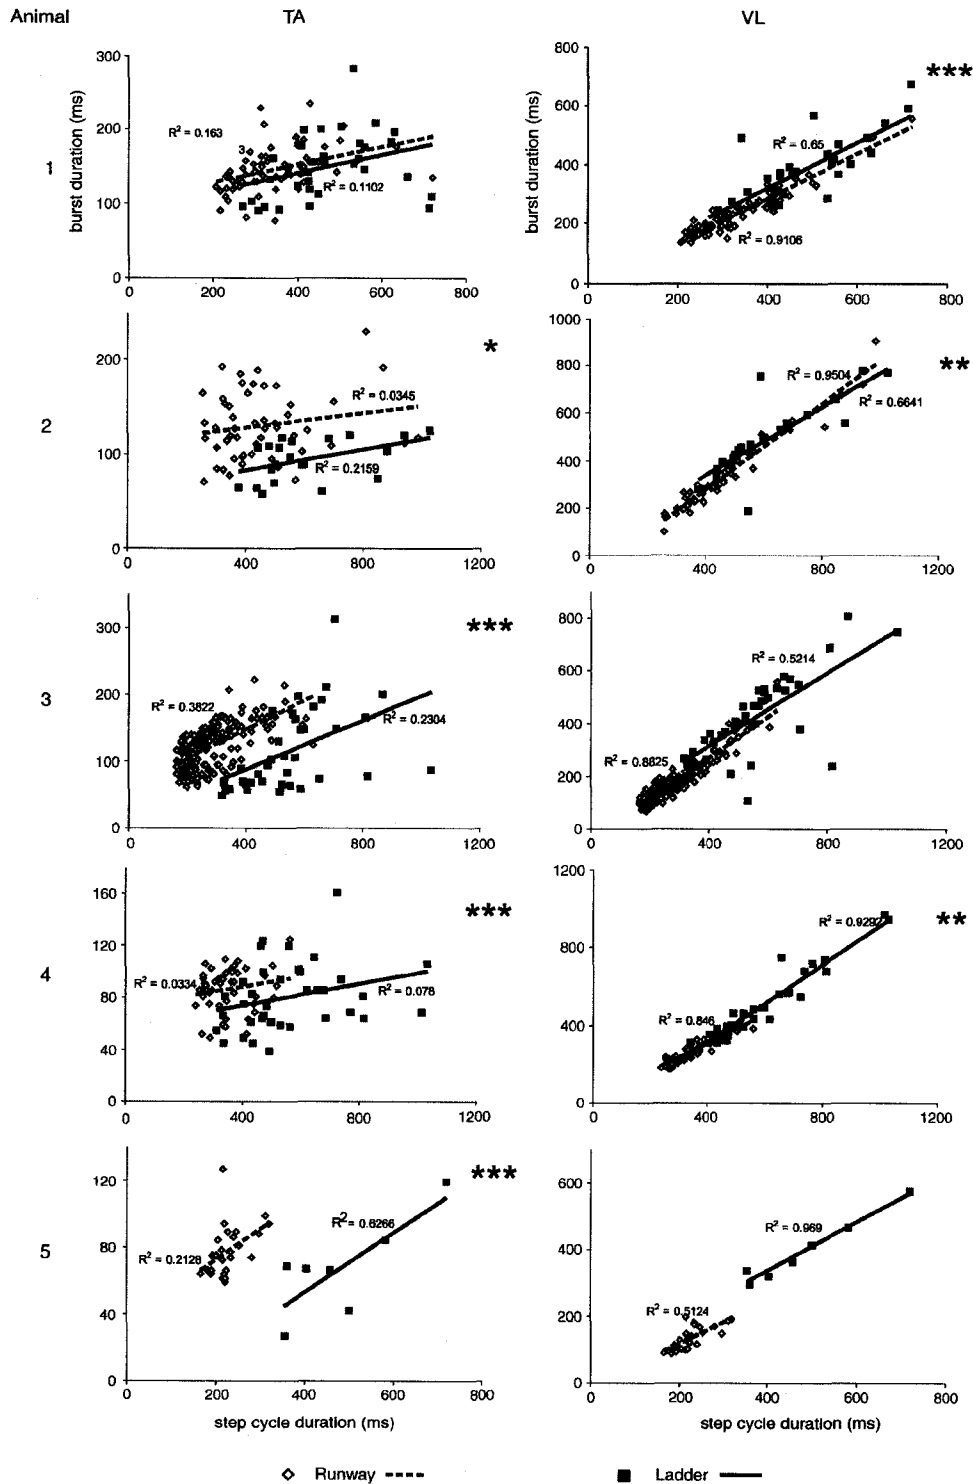 Animal TA VL
1
burst duration (ms)
300
200
100
0
0 200 400 600 800
R² = 0.163
3
R² = 0.1102
burst duration (ms)
800
600
400
200
0
0 200 400 600 800
***
R² = 0.65
R² = 0.9106
2
200
100
0
0 400 800 1200
*
R² = 0.0345
R² = 0.2159
1000
800
600
400
200
0
0 400 800 1200
**
R² = 0.9504
R² = 0.6641
3
300
200
100
0
0 400 800 1200
***
R² = 0.3822
R² = 0.2304
800
600
400
200
0
0 400 800 1200
R² = 0.5214
R² = 0.8825
4
160
120
80
40
0
0 400 800 1200
***
R² = 0.0334
R² = 0.078
1200
800
400
0
0 400 800 1200
**
R² = 0.9292
R² = 0.846
5
120
80
40
0
0 200 400 600 800
***
R² = 0.6266
R² = 0.2128
step cycle duration (ms)
600
400
200
0
0 200 400 600 800
R² = 0.969
R² = 0.5124
step cycle duration (ms)
Runway Ladder